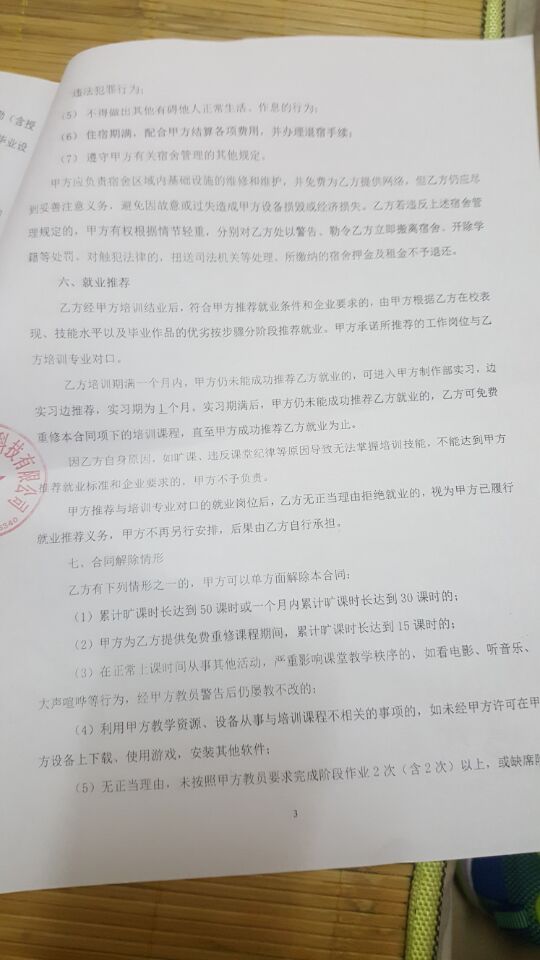 违法犯罪行为；
（5） 不得做出其他有碍他人正常生活、作息的行为；
（6） 住宿期满，配合甲方结算各项费用，并办理退宿手续；
（7） 遵守甲方有关宿舍管理的其他规定。
甲方应负责宿舍区域内基础设施的维修和维护，并免费为乙方提供网络，但乙方仍应尽
到妥善注意义务，避免因故意或过失造成甲方设备损毁或经济损失。乙方若违反上述宿舍管
理规定的，甲方有权根据情节轻重，分别对乙方处以警告、勒令乙方立即搬离宿舍、开除学
籍等处罚，对触犯法律的，扭送司法机关等处理，所缴纳的宿舍押金及租金不予退还。
六、就业推荐
乙方经甲方培训结业后，符合甲方推荐就业条件和企业要求的，由甲方根据乙方在校表
现、技能水平以及毕业作品的优劣按步骤分阶段推荐就业。甲方承诺所推荐的工作岗位与乙
方培训专业对口。
乙方培训期满一个月内，甲方仍未能成功推荐乙方就业的，可进入甲方制作部实习，边
实习边推荐，实习期为1个月。实习期满后，甲方仍未能成功推荐乙方就业的，乙方可免费
重修本合同项下的培训课程，直至甲方成功推荐乙方就业为止。
因乙方自身原因，如旷课、违反课堂纪律等原因导致无法掌握培训技能，不能达到甲方
推荐就业标准和企业要求的，甲方不予负责。
甲方推荐与培训专业对口的就业岗位后，乙方无正当理由拒绝就业的，视为甲方已履行
就业推荐义务，甲方不再另行安排，后果由乙方自行承担。
七、合同解除情形
乙方有下列情形之一的，甲方可以单方面解除本合同：
（1）累计旷课时长达到 50 课时或一个月内累计旷课时长达到 30 课时的；
（2）甲方为乙方提供免费重修课程期间，累计旷课时长达到 15 课时的；
（3）在正常上课时间从事其他活动，严重影响课堂教学秩序的，如看电影、听音乐、
大声喧哗等行为，经甲方教员警告后仍屡教不改的；
（4）利用甲方教学资源、设备从事与培训课程不相关的事项的，如未经甲方许可在甲
方设备上下载、使用游戏，安装其他软件；
（5）无正当理由，未按照甲方教员要求完成阶段作业 2 次（含 2 次）以上，或缺席
3
（含授
毕业设
科技有限公司